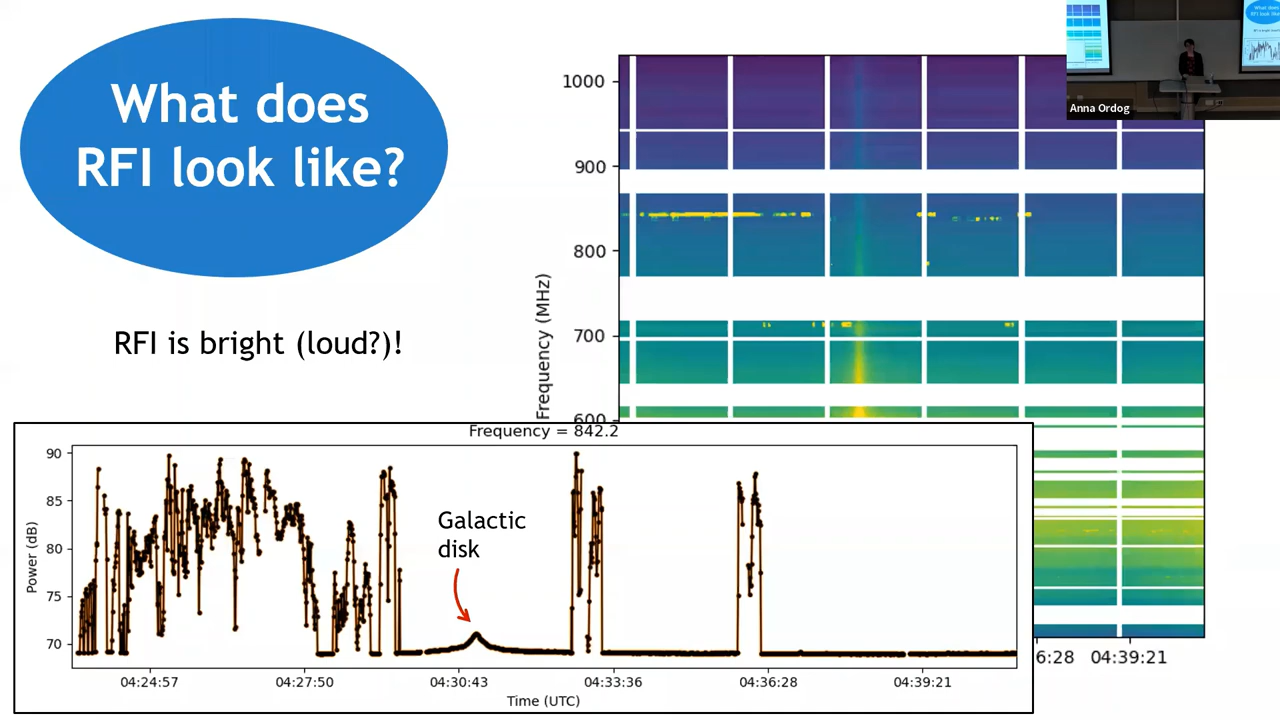 What does
RFI look like?
RFI is bright (loud?)!
1000
900
800
700
600
Frequency (MHz)
6:28 04:39:21
Anna Ordog
Frequency = 842.2
90
85
80
75
70
Power (dB)
Galactic
disk
04:24:57 04:27:50 04:30:43 04:33:36 04:36:28 04:39:21
Time (UTC)